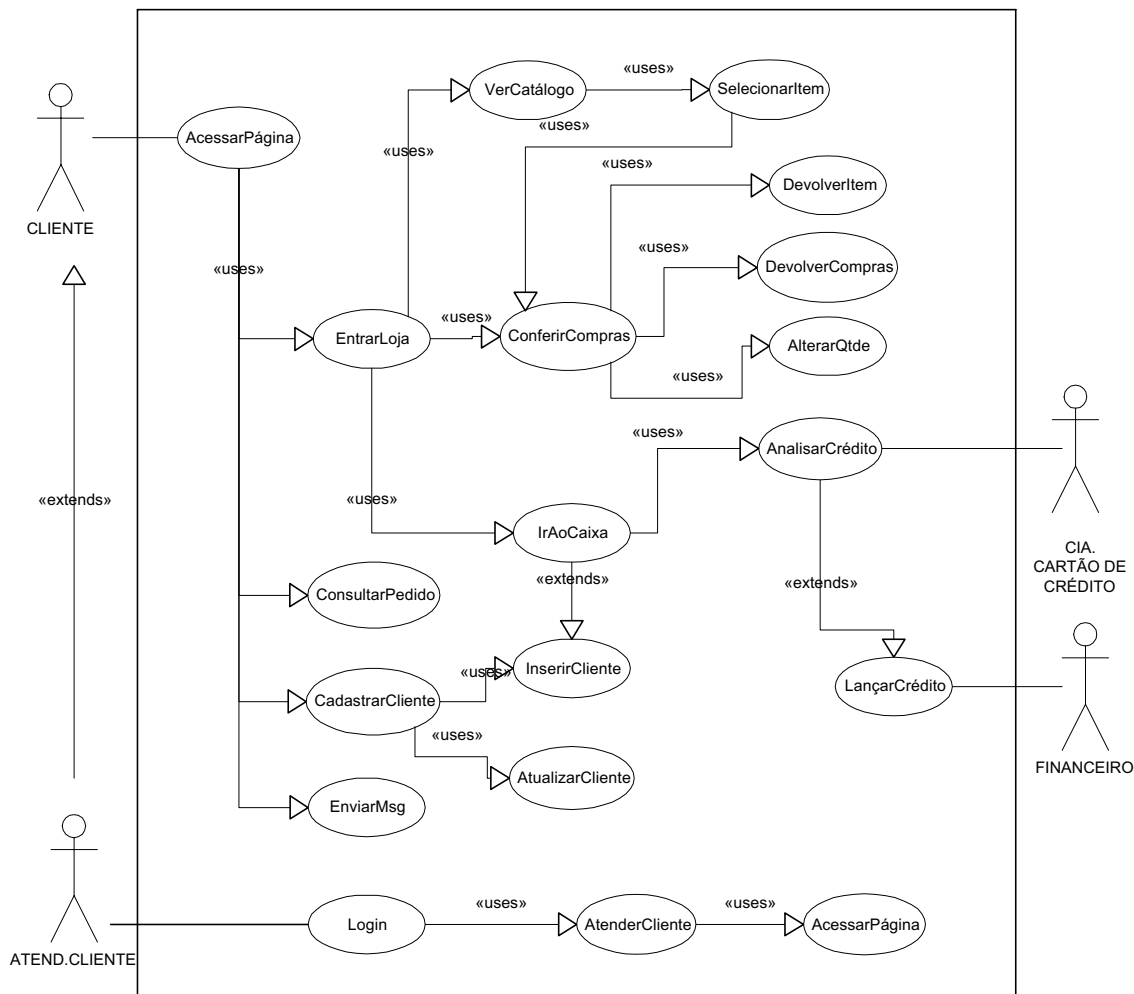 «uses»
VerCatálogo
SelecionarItem
«uses»
AcessarPágina
«uses»
«uses»
DevolverItem
CLIENTE
«uses»
«uses»
DevolverCompras
«uses»
EntrarLoja
ConferirCompras
AlterarQtde
«uses»
«uses»
AnalisarCrédito
«extends»
«uses»
IrAoCaixa
CIA.
CARTÃO DE
CRÉDITO
«extends»
«extends»
ConsultarPedido
InserirCliente
«uses»
CadastrarCliente
LançarCrédito
«uses»
AtualizarCliente
FINANCEIRO
EnviarMsg
«uses»
«uses»
Login
AtenderCliente
AcessarPágina
ATEND.CLIENTE